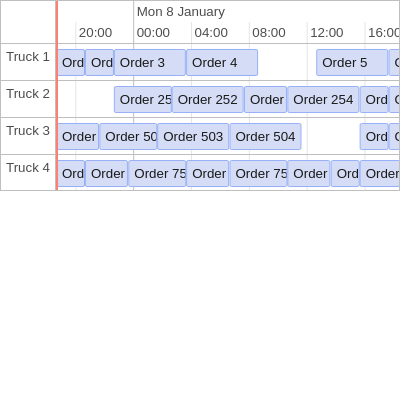 Mon 8 January
20:00 00:00 04:00 08:00 12:00 16:00
Truck 1 Ord Ord Order 3 Order 4 Order 5
Truck 2 Order 25 Order 252 Order Order 254 Ord Ord
Truck 3 Order Order 50 Order 503 Order 504 Ord
Truck 4 Ord Order Order 75 Order Order 75 Order Ord Order